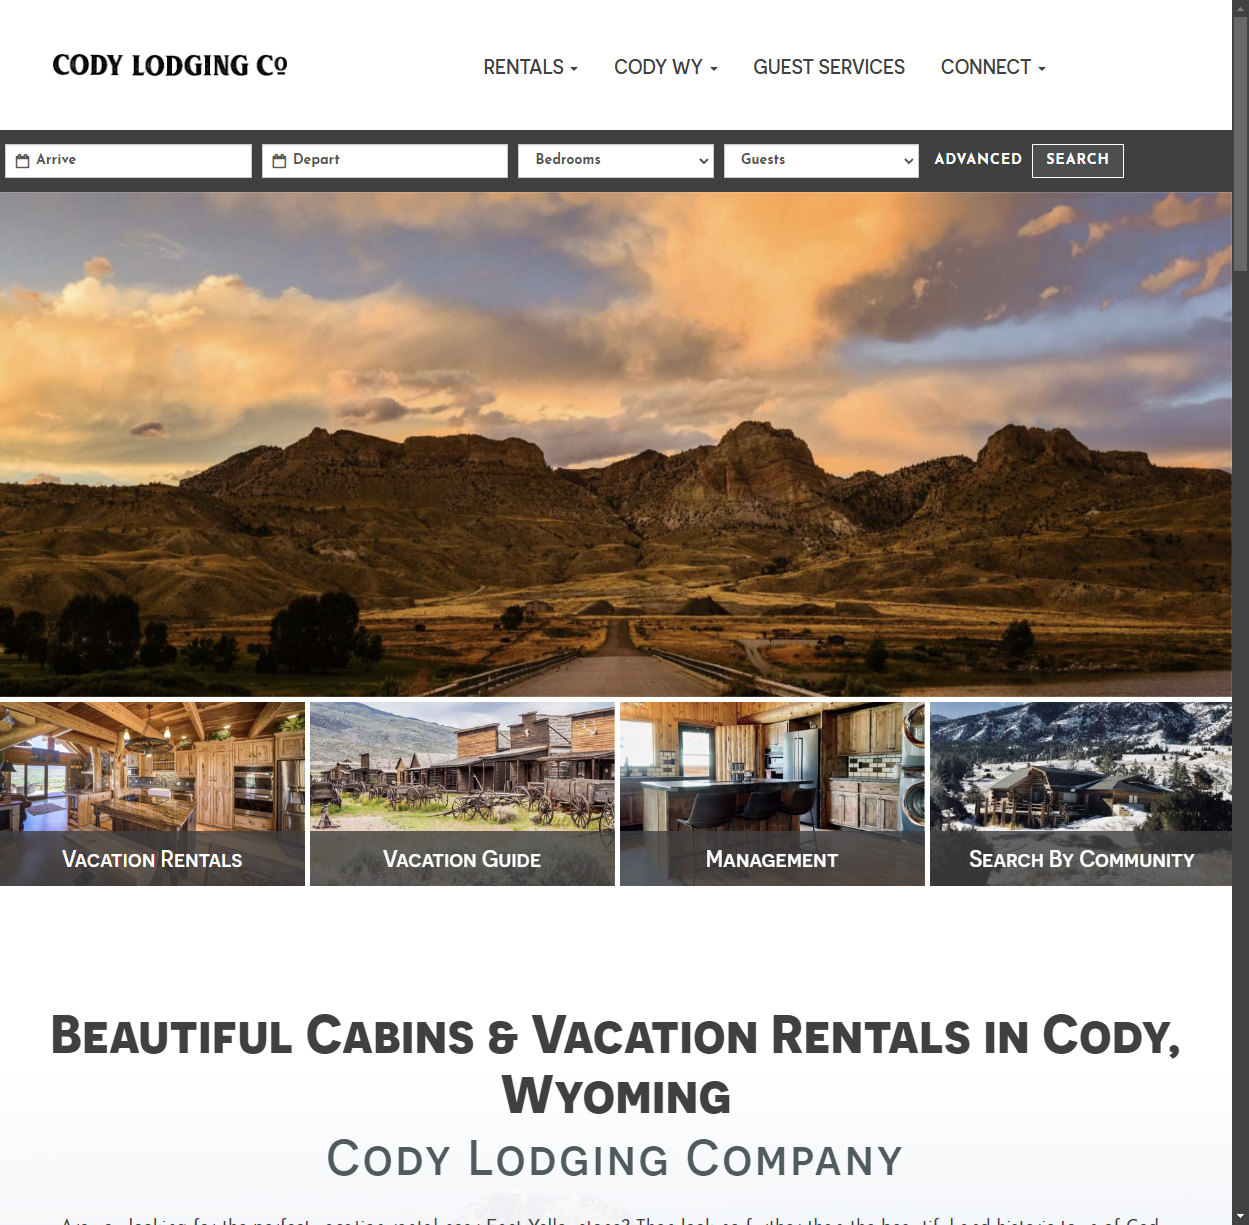 CODY LODGING CO
RENTALS
CODY WY
GUEST SERVICES
CONNECT
Arrive
Depart
Bedrooms
Guests
ADVANCED
SEARCH
Vacation Rentals
Vacation Guide
Management
Search By Community
Beautiful Cabins & Vacation Rentals in Cody,
Wyoming
Cody Lodging Company